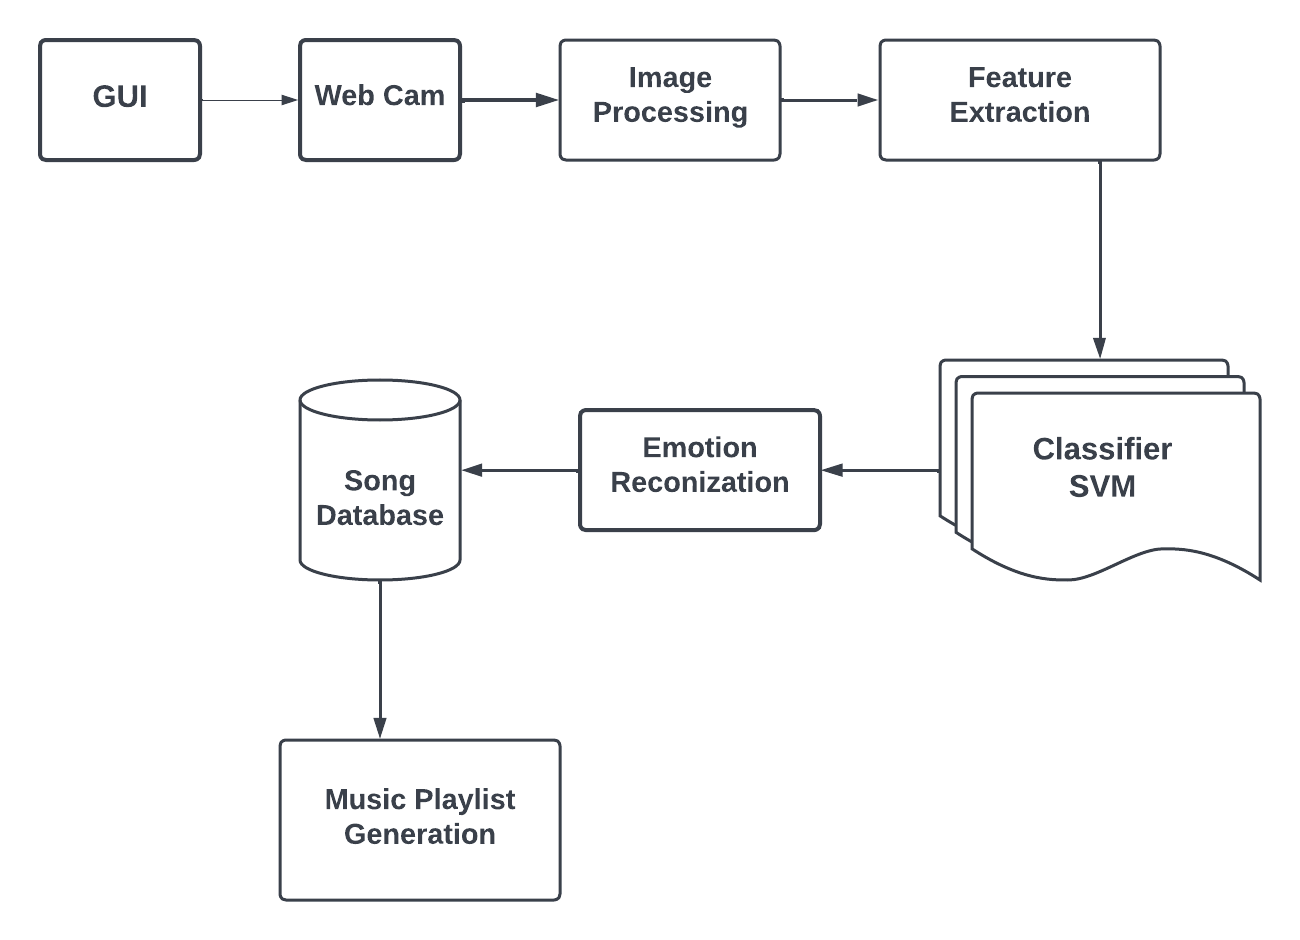 GUI
Web Cam
Image
Processing
Feature
Extraction
Classifier
SVM
Emotion
Reconization
Song
Database
Music Playlist
Generation